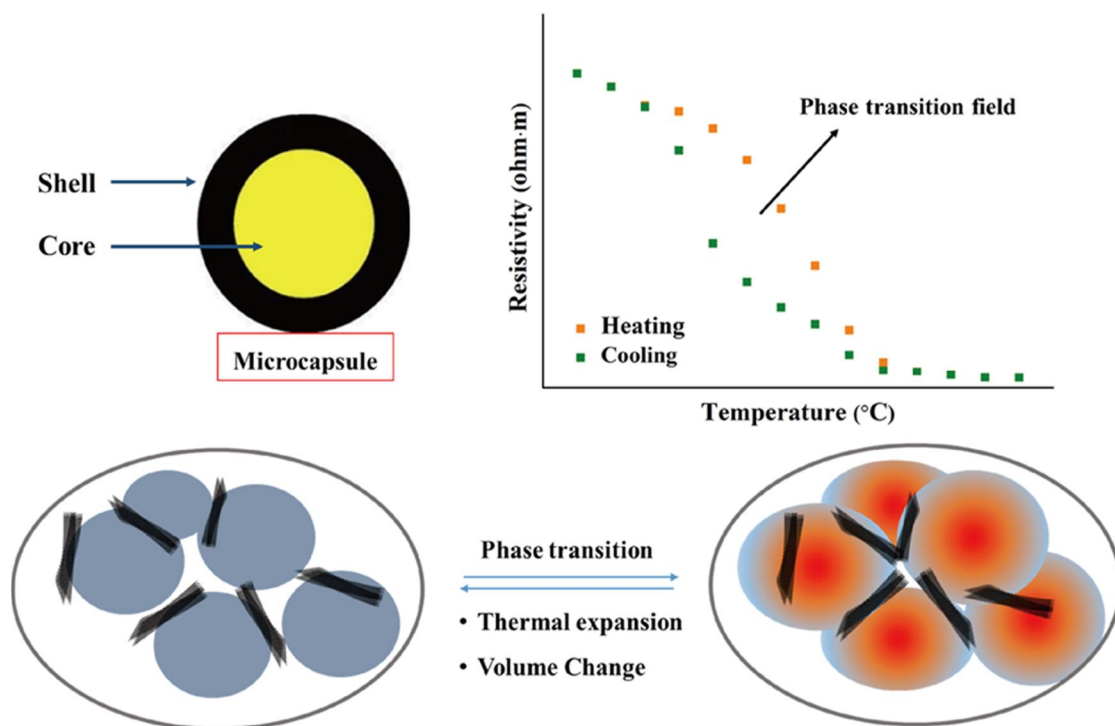 Shell
Core
Microcapsule
Resistivity (ohm·m)
Phase transition field
Heating
Cooling
Temperature (°C)
Phase transition
• Thermal expansion
• Volume Change